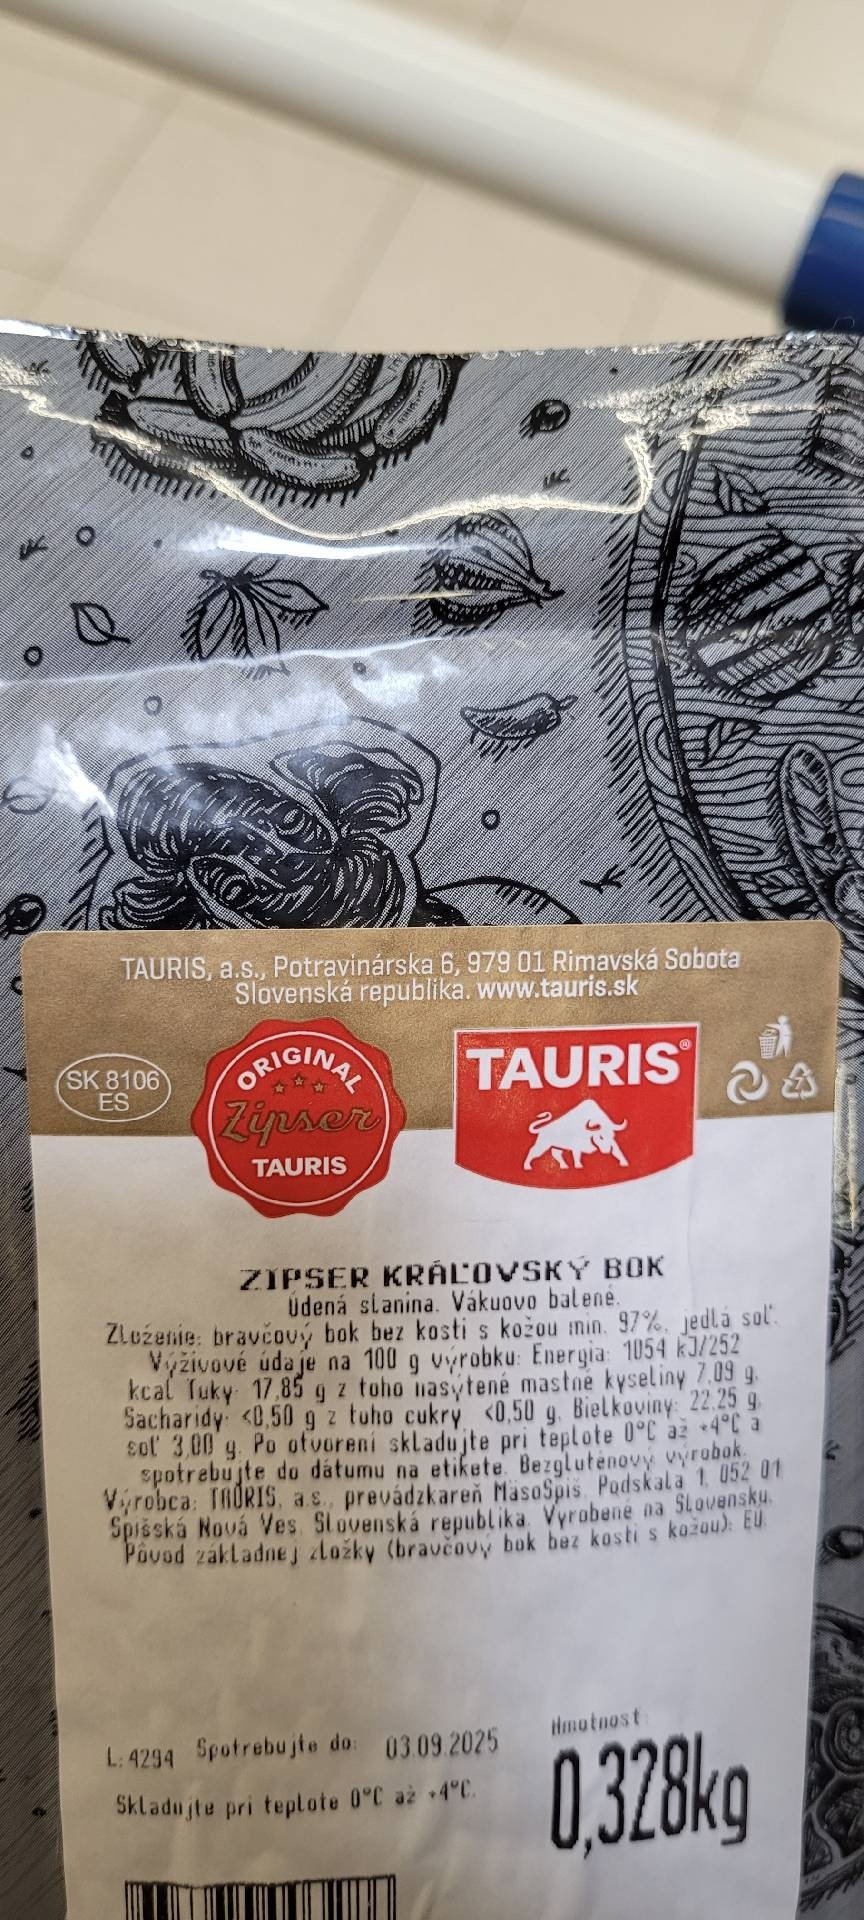 TAURIS, a.s., Potravinárska 6, 979 01 Rimavská Sobota
Slovenská republika. www.tauris.sk
SK 8106
ES
ORIGINAL
Zipser
TAURIS
TAURIS®
ZIPSER KRÁĽOVSKÝ BOK
Údená slanina. Vákuovo balené.
Zloženie: bravčový bok bez kosti s kožou min. 97%, jedlá soľ.
Výživové údaje na 100 g výrobku: Energia: 1054 kJ/252
kcal Tuky: 17,85 g z toho nasýtené mastné kyseliny 7,09 g,
Sacharidy: <0,50 g z toho cukry <0,50 g, Bielkoviny: 22,25 g,
soľ 3,00 g. Po otvorení skladujte pri teplote 0°C až +4°C a
spotrebujte do dátumu na etikete. Bezgluténový výrobok.
Výrobca: TAURIS, a.s., prevádzkareň MäsoSpiš, Podskala 1, 052 01
Spišská Nová Ves, Slovenská republika. Vyrobené na Slovensku.
Pôvod základnej zložky (bravčový bok bez kosti s kožou): EÚ.
L: 4294 Spotrebujte do: 03.09.2025
Hmotnosť:
0,328kg
Skladujte pri teplote 0°C až +4°C.